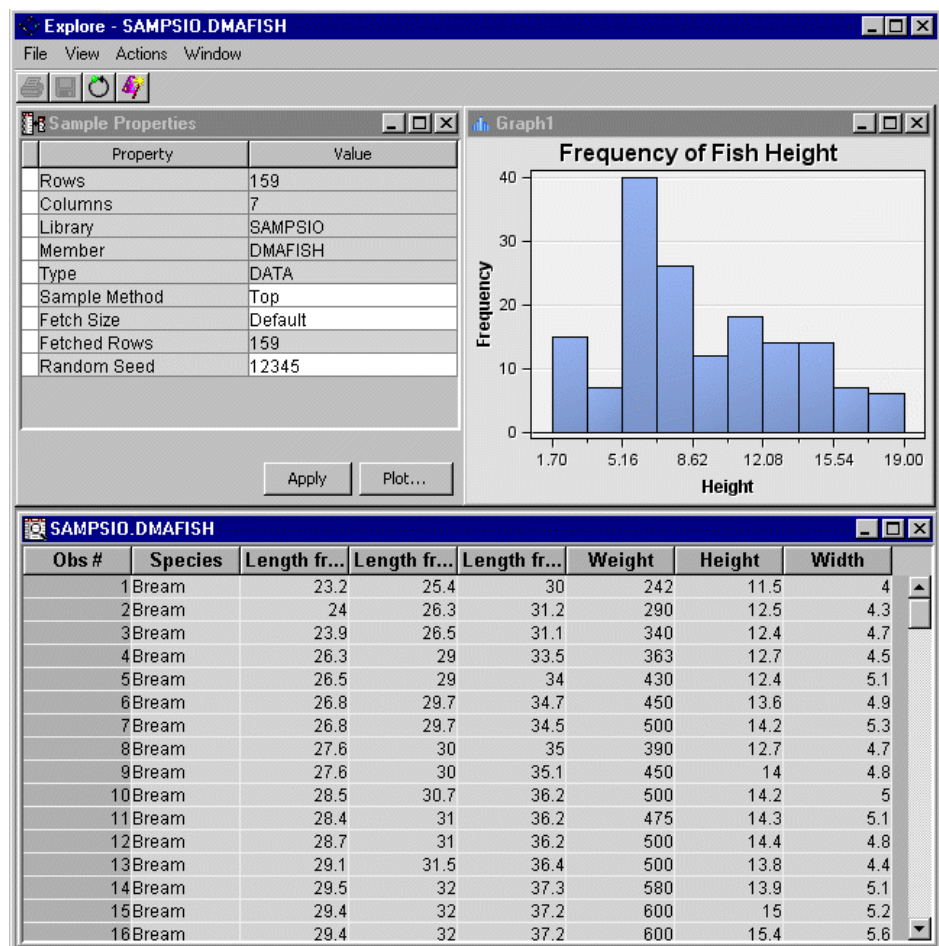 Explore - SAMPSIO.DMAFISH
File View Actions Window
Sample Properties
Property Value
Rows 159
Columns 7
Library SAMPSIO
Member DMAFISH
Type DATA
Sample Method Top
Fetch Size Default
Fetched Rows 159
Random Seed 12345
Apply Plot...
Graph1
Frequency of Fish Height
Frequency
40
30
20
10
0
1.70 5.16 8.62 12.08 15.54 19.00
Height
SAMPSIO.DMAFISH
Obs # Species Length fr... Length fr... Length fr... Weight Height Width
1 Bream 23.2 25.4 30 242 11.5 4
2 Bream 24 26.3 31.2 290 12.5 4.3
3 Bream 23.9 26.5 31.1 340 12.4 4.7
4 Bream 26.3 29 33.5 363 12.7 4.5
5 Bream 26.5 29 34 430 12.4 5.1
6 Bream 26.8 29.7 34.7 450 13.6 4.9
7 Bream 26.8 29.7 34.5 500 14.2 5.3
8 Bream 27.6 30 35 390 12.7 4.7
9 Bream 27.6 30 35.1 450 14 4.8
10 Bream 28.5 30.7 36.2 500 14.2 5
11 Bream 28.4 31 36.2 475 14.3 5.1
12 Bream 28.7 31 36.2 500 14.4 4.8
13 Bream 29.1 31.5 36.4 500 13.8 4.4
14 Bream 29.5 32 37.3 580 13.9 5.1
15 Bream 29.4 32 37.2 600 15 5.2
16 Bream 29.4 32 37.2 600 15.4 5.6